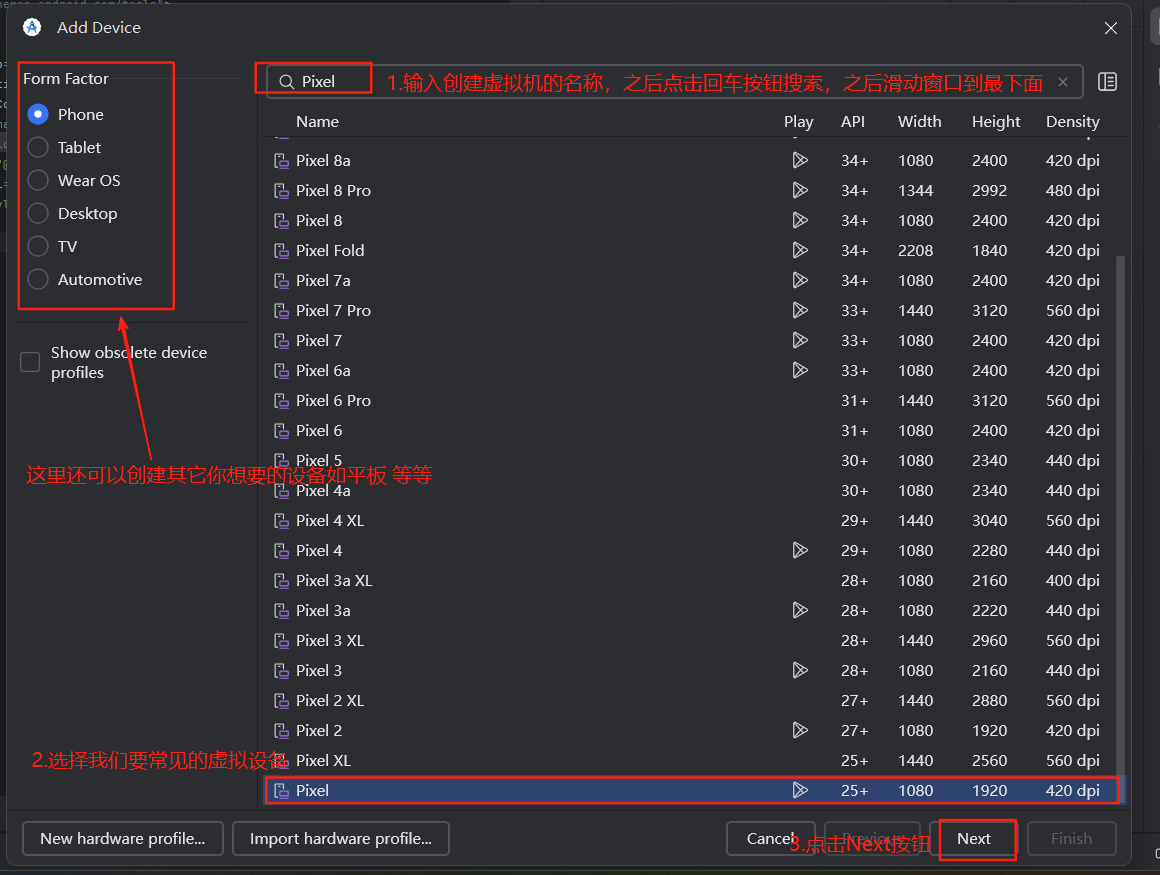 Add Device
Form Factor
Phone
Tablet
Wear OS
Desktop
TV
Automotive
Show obsolete device
profiles
这里还可以创建其它你想要的设备如平板 等等
2.选择我们要常见的虚拟设备
Pixel
1.输入创建虚拟机的名称，之后点击回车按钮搜索，之后滑动窗口到最下面
Name Play API Width Height Density
Pixel 8a 34+ 1080 2400 420 dpi
Pixel 8 Pro 34+ 1344 2992 480 dpi
Pixel 8 34+ 1080 2400 420 dpi
Pixel Fold 34+ 2208 1840 420 dpi
Pixel 7a 34+ 1080 2400 420 dpi
Pixel 7 Pro 33+ 1440 3120 560 dpi
Pixel 7 33+ 1080 2400 420 dpi
Pixel 6a 33+ 1080 2400 420 dpi
Pixel 6 Pro 31+ 1440 3120 560 dpi
Pixel 6 31+ 1080 2400 420 dpi
Pixel 5 30+ 1080 2340 440 dpi
Pixel 4a 30+ 1080 2340 440 dpi
Pixel 4 XL 29+ 1440 3040 560 dpi
Pixel 4 29+ 1080 2280 440 dpi
Pixel 3a XL 28+ 1080 2160 400 dpi
Pixel 3a 28+ 1080 2220 440 dpi
Pixel 3 XL 28+ 1440 2960 560 dpi
Pixel 3 28+ 1080 2160 440 dpi
Pixel 2 XL 27+ 1440 2880 560 dpi
Pixel 2 27+ 1080 1920 420 dpi
Pixel XL 25+ 1440 2560 560 dpi
Pixel 25+ 1080 1920 420 dpi
New hardware profile... Import hardware profile... Cancel Previous Next Finish
3.点击Next按钮